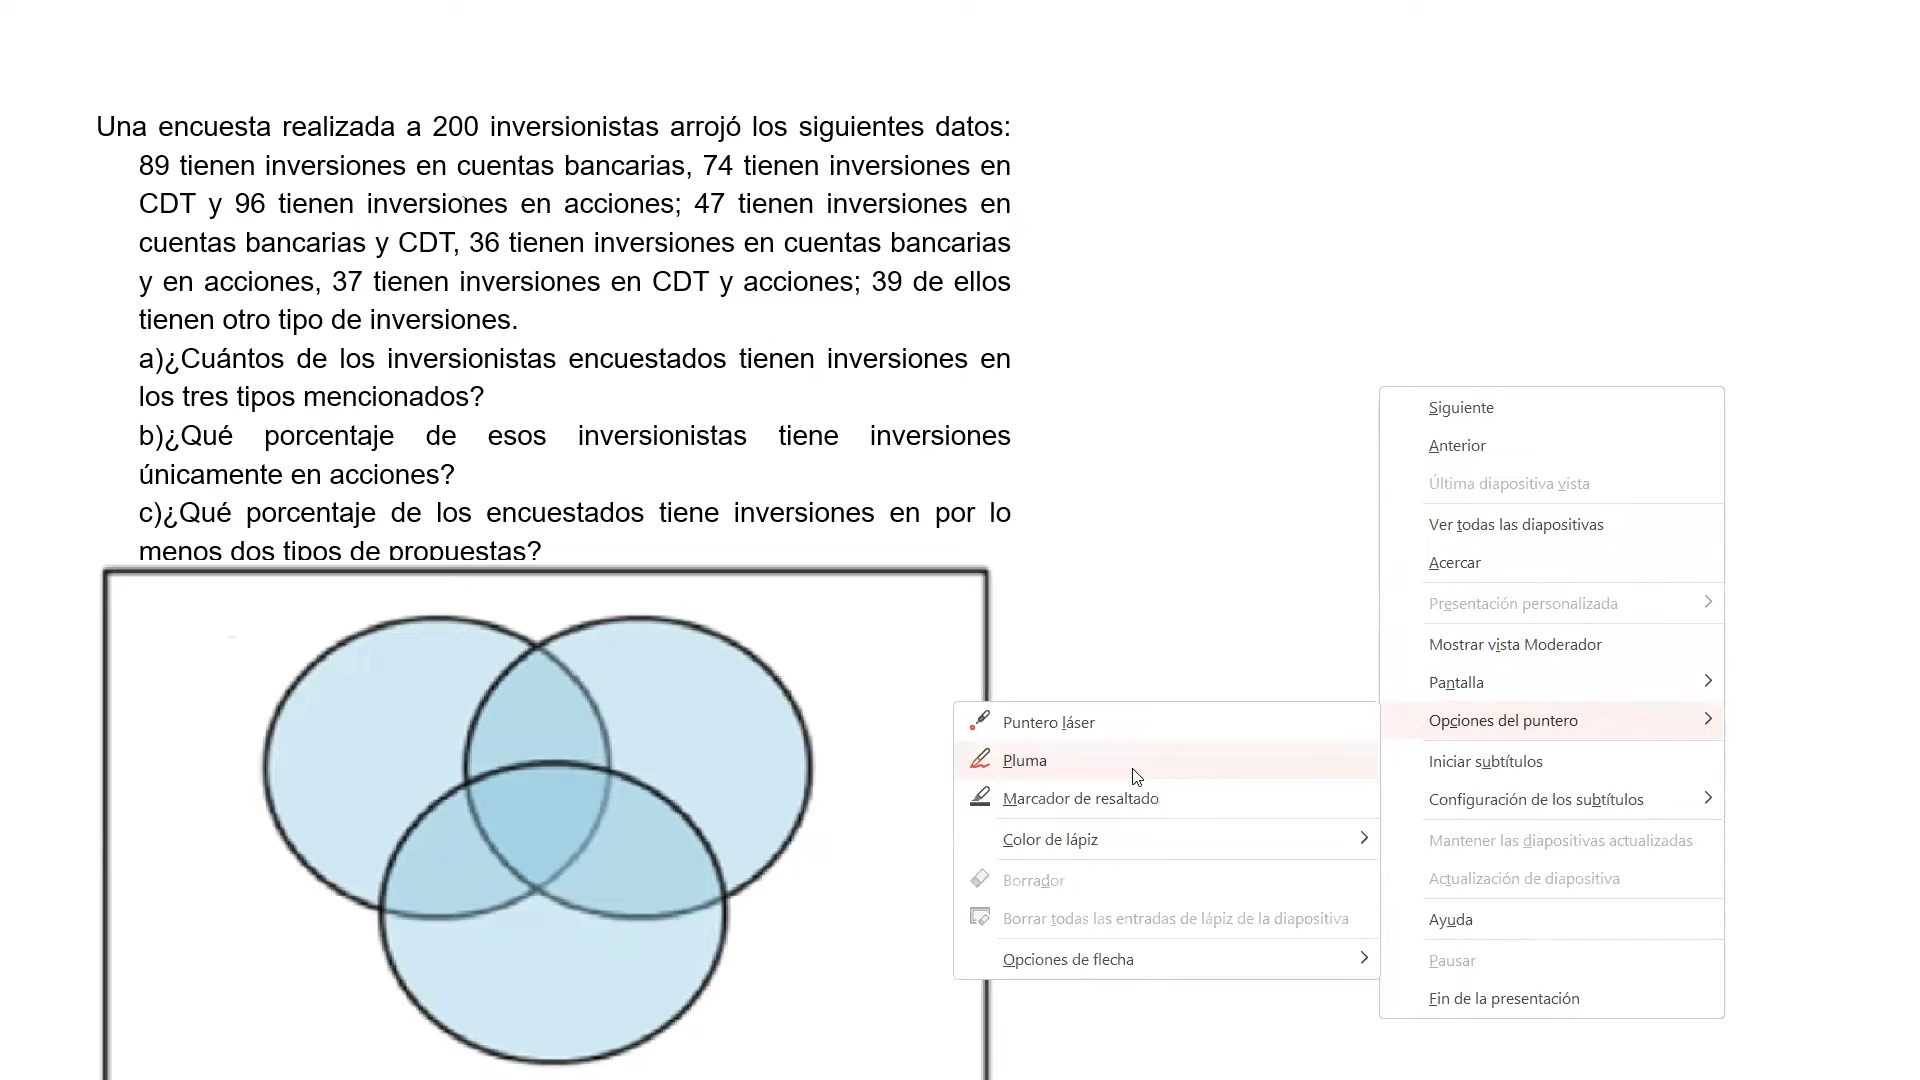 Una encuesta realizada a 200 inversionistas arrojó los siguientes datos:
89 tienen inversiones en cuentas bancarias, 74 tienen inversiones en
CDT y 96 tienen inversiones en acciones; 47 tienen inversiones en
cuentas bancarias y CDT, 36 tienen inversiones en cuentas bancarias
y en acciones, 37 tienen inversiones en CDT y acciones; 39 de ellos
tienen otro tipo de inversiones.
a)¿Cuántos de los inversionistas encuestados tienen inversiones en
los tres tipos mencionados?
b)¿Qué porcentaje de esos inversionistas tiene inversiones
únicamente en acciones?
c)¿Qué porcentaje de los encuestados tiene inversiones en por lo
menos dos tipos de propuestas?
Puntero láser
Pluma
Marcador de resaltado
Color de lápiz
Borrador
Borrar todas las entradas de lápiz de la diapositiva
Opciones de flecha
Siguiente
Anterior
Última diapositiva vista
Ver todas las diapositivas
Acercar
Presentación personalizada
Mostrar vista Moderador
Pantalla
Opciones del puntero
Iniciar subtítulos
Configuración de los subtítulos
Mantener las diapositivas actualizadas
Actualización de diapositiva
Ayuda
Pausar
Fin de la presentación